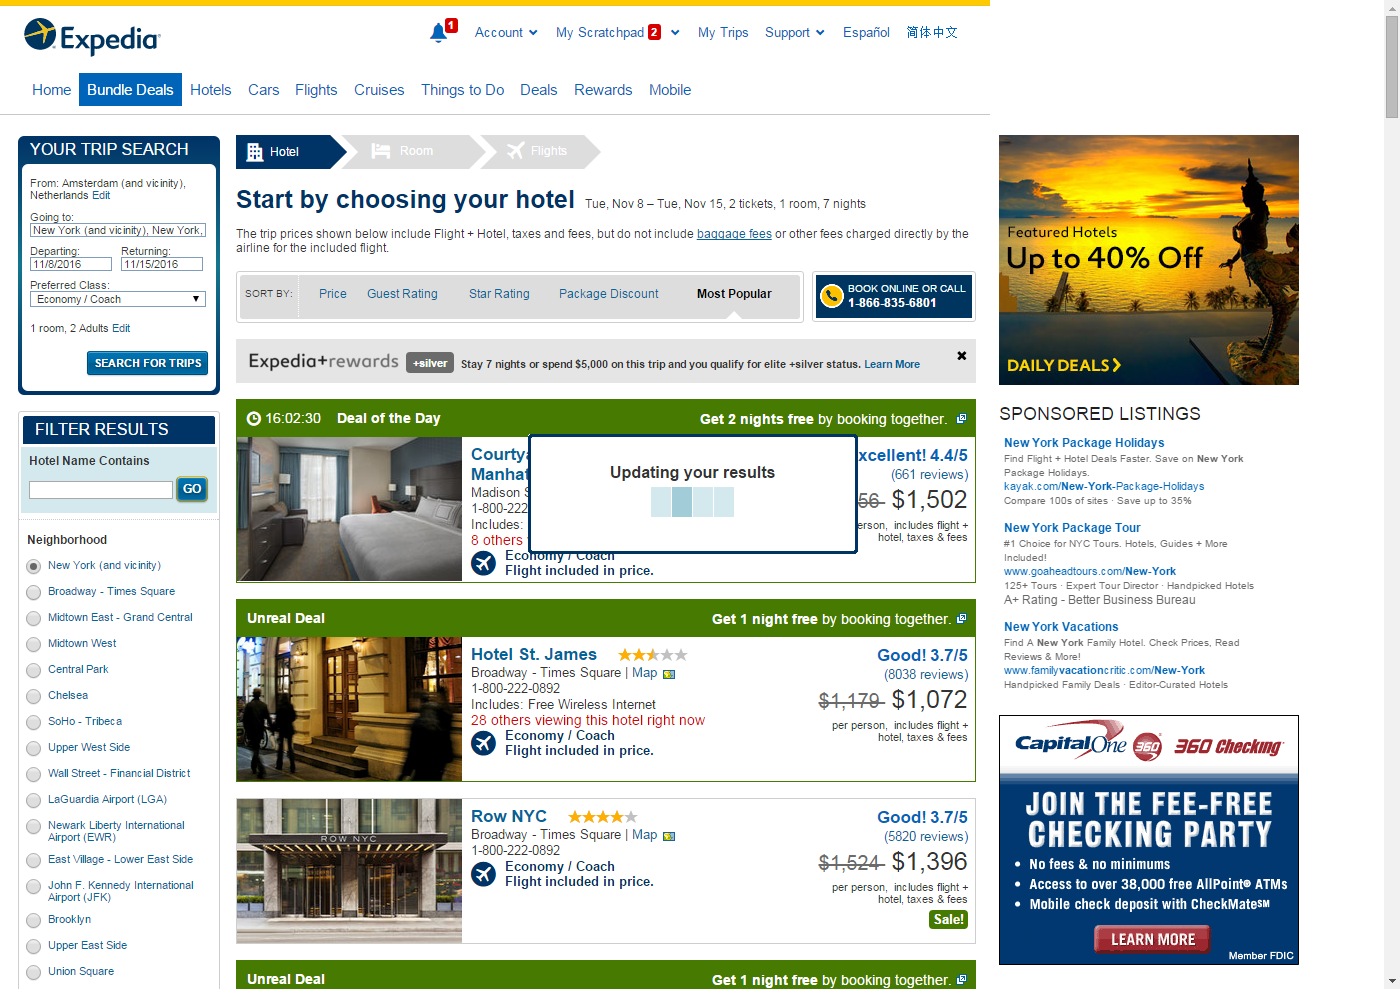 Expedia
1
Account
My Scratchpad 2
My Trips
Support
Español
简体中文
Home
Bundle Deals
Hotels
Cars
Flights
Cruises
Things to Do
Deals
Rewards
Mobile
YOUR TRIP SEARCH
From: Amsterdam (and vicinity),
Netherlands Edit
Going to:
New York (and vicinity), New York,
Departing:
Returning:
11/8/2016
11/15/2016
Preferred Class:
Economy / Coach
1 room, 2 Adults Edit
SEARCH FOR TRIPS
FILTER RESULTS
Hotel Name Contains
GO
Neighborhood
New York (and vicinity)
Broadway - Times Square
Midtown East - Grand Central
Midtown West
Central Park
Chelsea
SoHo - Tribeca
Upper West Side
Wall Street - Financial District
LaGuardia Airport (LGA)
Newark Liberty International
Airport (EWR)
East Village - Lower East Side
John F. Kennedy International
Airport (JFK)
Brooklyn
Upper East Side
Union Square
Hotel
Room
Flights
Start by choosing your hotel Tue, Nov 8 – Tue, Nov 15, 2 tickets, 1 room, 7 nights
The trip prices shown below include Flight + Hotel, taxes and fees, but do not include baggage fees or other fees charged directly by the
airline for the included flight.
SORT BY:
Price
Guest Rating
Star Rating
Package Discount
Most Popular
BOOK ONLINE OR CALL
1-866-835-6801
Expedia+rewards +silver Stay 7 nights or spend $5,000 on this trip and you qualify for elite +silver status. Learn More
16:02:30 Deal of the Day
Get 2 nights free by booking together.
Courtya
Manhat
Madison S
1-800-222
Includes:
8 others
Economy / Coach
Flight included in price.
xcellent! 4.4/5
(661 reviews)
56 $1,502
erson, includes flight +
hotel, taxes & fees
Updating your results
Unreal Deal
Get 1 night free by booking together.
Hotel St. James
Broadway - Times Square | Map
1-800-222-0892
Includes: Free Wireless Internet
28 others viewing this hotel right now
Economy / Coach
Flight included in price.
Good! 3.7/5
(8038 reviews)
$1,179 $1,072
per person, includes flight +
hotel, taxes & fees
ROW NYC
Row NYC
Broadway - Times Square | Map
1-800-222-0892
Economy / Coach
Flight included in price.
Good! 3.7/5
(5820 reviews)
$1,524 $1,396
per person, includes flight +
hotel, taxes & fees
Sale!
Unreal Deal
Get 1 night free by booking together.
Featured Hotels
Up to 40% Off
DAILY DEALS
SPONSORED LISTINGS
New York Package Holidays
Find Flight + Hotel Deals Faster. Save on New York
Package Holidays.
kayak.com/New-York-Package-Holidays
Compare 100s of sites · Save up to 35%
New York Package Tour
#1 Choice for NYC Tours. Hotels, Guides + More
Included!
www.goaheadtours.com/New-York
125+ Tours · Expert Tour Director · Handpicked Hotels
A+ Rating - Better Business Bureau
New York Vacations
Find A New York Family Hotel. Check Prices, Read
Reviews & More!
www.familyvacationcritic.com/New-York
Handpicked Family Deals · Editor-Curated Hotels
Capital One 360 360 Checking
JOIN THE FEE-FREE
CHECKING PARTY
• No fees & no minimums
• Access to over 38,000 free AllPoint® ATMs
• Mobile check deposit with CheckMate℠
LEARN MORE
Member FDIC